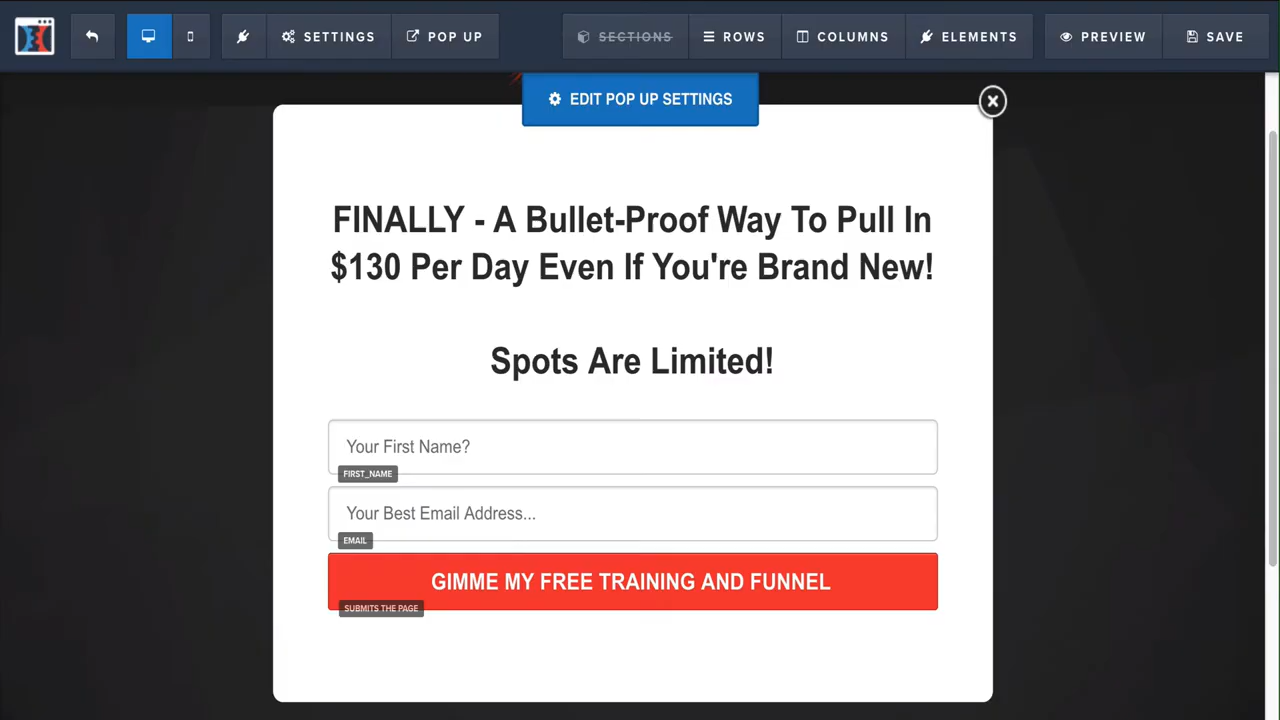 SETTINGS
POP UP
SECTIONS
ROWS
COLUMNS
ELEMENTS
PREVIEW
SAVE
EDIT POP UP SETTINGS
FINALLY - A Bullet-Proof Way To Pull In
$130 Per Day Even If You're Brand New!
Spots Are Limited!
Your First Name?
FIRST_NAME
Your Best Email Address...
EMAIL
GIMME MY FREE TRAINING AND FUNNEL
SUBMITS THE PAGE